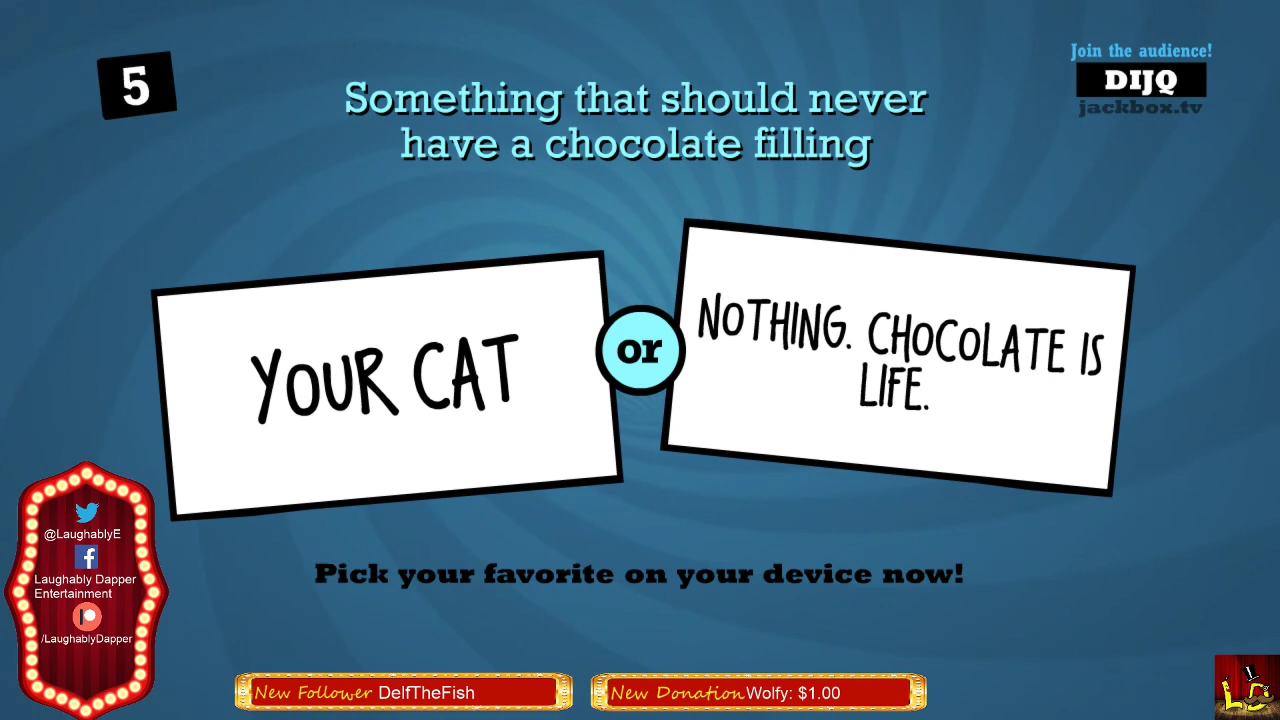 5
Join the audience!
DIJQ
jackbox.tv
Something that should never
have a chocolate filling
YOUR CAT
or
NOTHING. CHOCOLATE IS
LIFE.
Pick your favorite on your device now!
@LaughablyE
Laughably Dapper
Entertainment
/LaughablyDapper
New Follower DelfTheFish
New Donation Wolfy: $1.00
LD